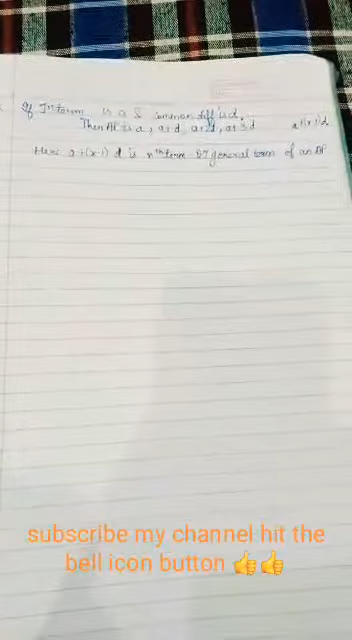 If Ist term is a & common diff is d.
Then AP is a, a+d, a+2d, a+3d a+(x-1)d
Here a+(x-1) d is nth term or general term of an AP
subscribe my channel hit the
bell icon button 👍👍